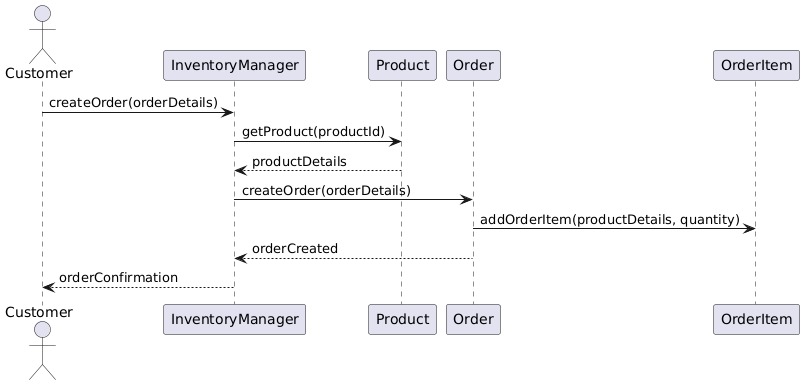 Customer
InventoryManager
Product
Order
OrderItem
createOrder(orderDetails)
getProduct(productId)
productDetails
createOrder(orderDetails)
addOrderItem(productDetails, quantity)
orderCreated
orderConfirmation
Customer
InventoryManager
Product
Order
OrderItem